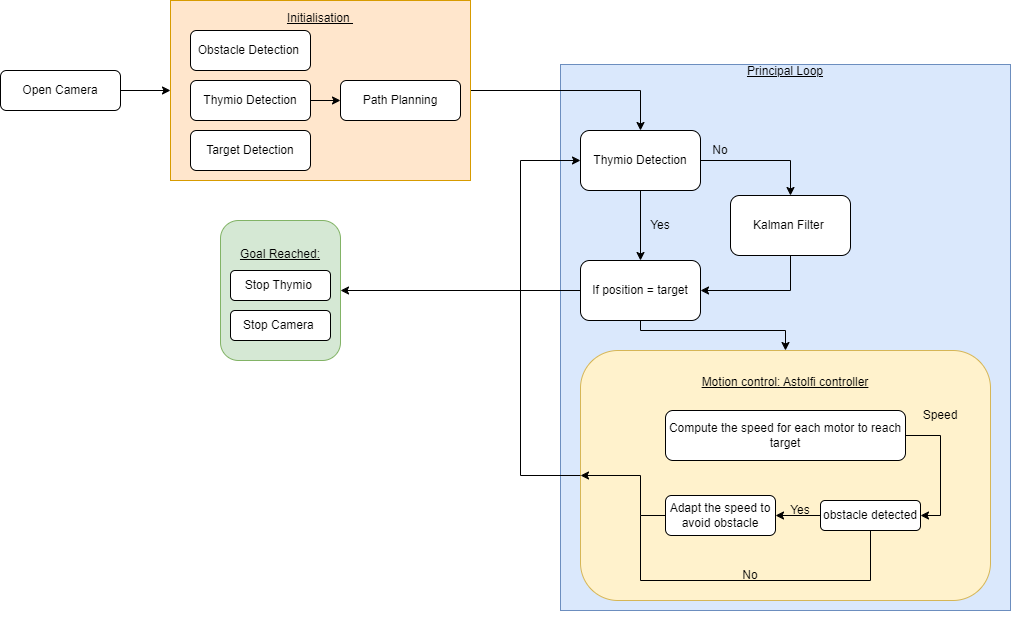 Initialisation
Obstacle Detection
Open Camera
Thymio Detection
Path Planning
Target Detection
Principal Loop
Thymio Detection
No
Kalman Filter
Yes
If position = target
Goal Reached:
Stop Thymio
Stop Camera
Motion control: Astolfi controller
Compute the speed for each motor to reach
target
Speed
obstacle detected
Yes
Adapt the speed to
avoid obstacle
No